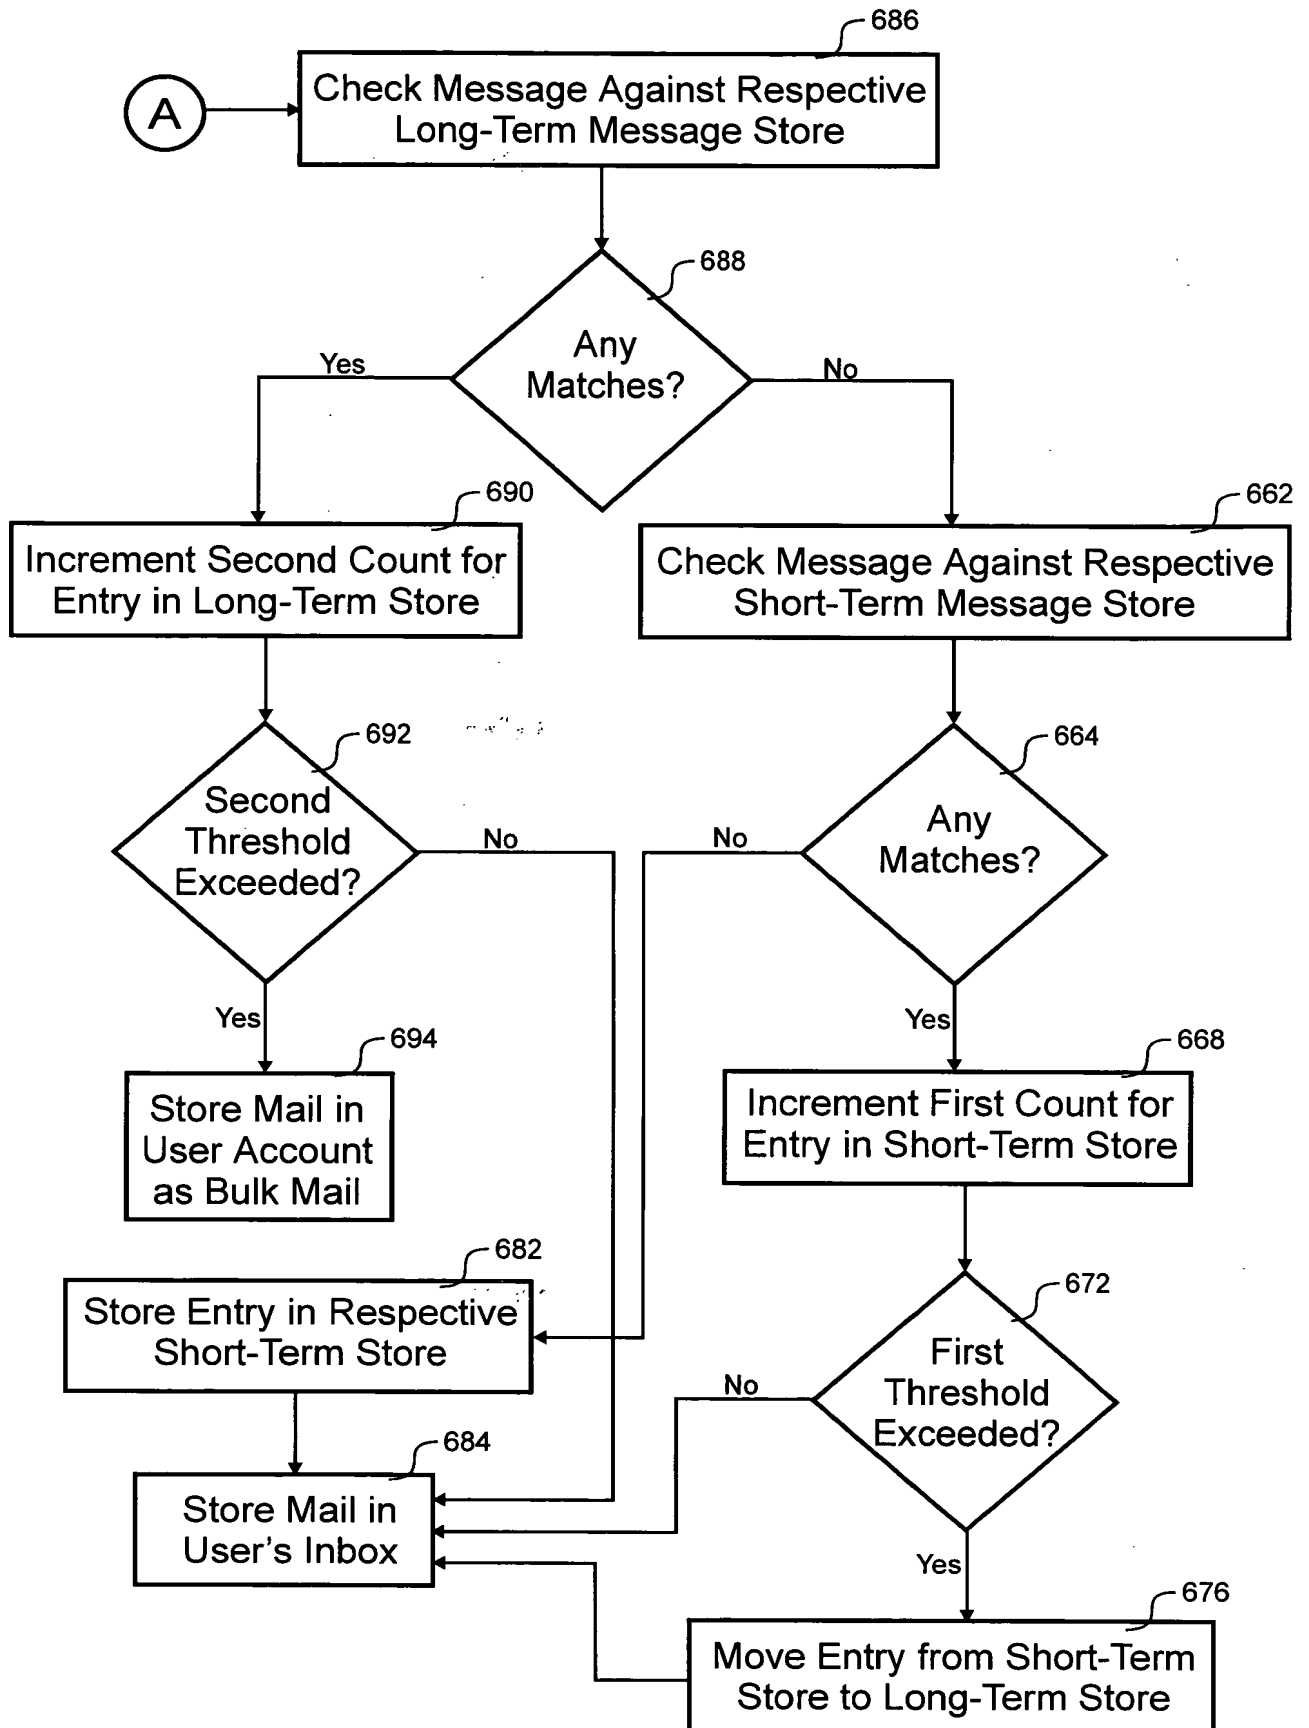 686
A
Check Message Against Respective
Long-Term Message Store
688
Any
Matches?
Yes
No
690
662
Increment Second Count for
Entry in Long-Term Store
Check Message Against Respective
Short-Term Message Store
692
664
Second
Threshold
Exceeded?
Any
Matches?
No
No
Yes
Yes
694
668
Store Mail in
User Account
as Bulk Mail
Increment First Count for
Entry in Short-Term Store
682
672
Store Entry in Respective
Short-Term Store
First
Threshold
Exceeded?
No
684
Store Mail in
User's Inbox
Yes
676
Move Entry from Short-Term
Store to Long-Term Store